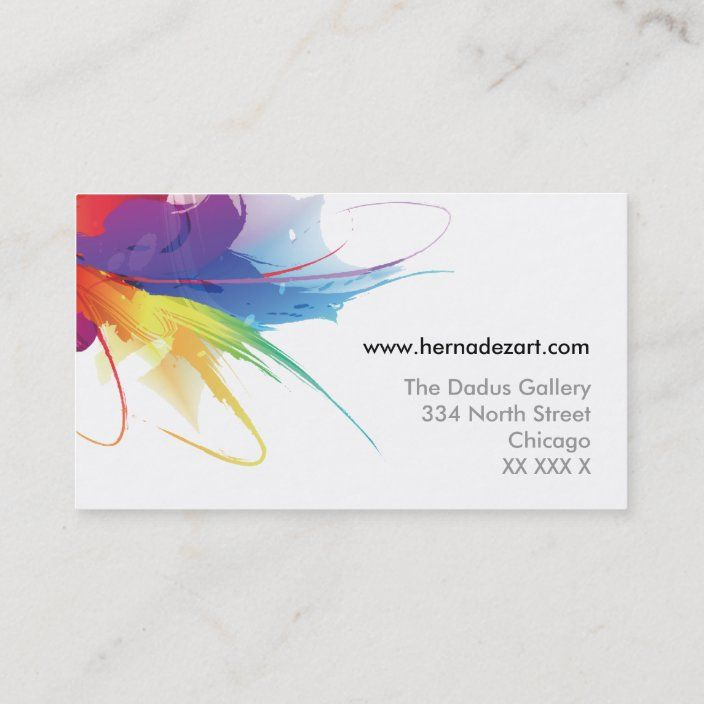 www.hernadezart.com
The Dadus Gallery
334 North Street
Chicago
XX XXX X